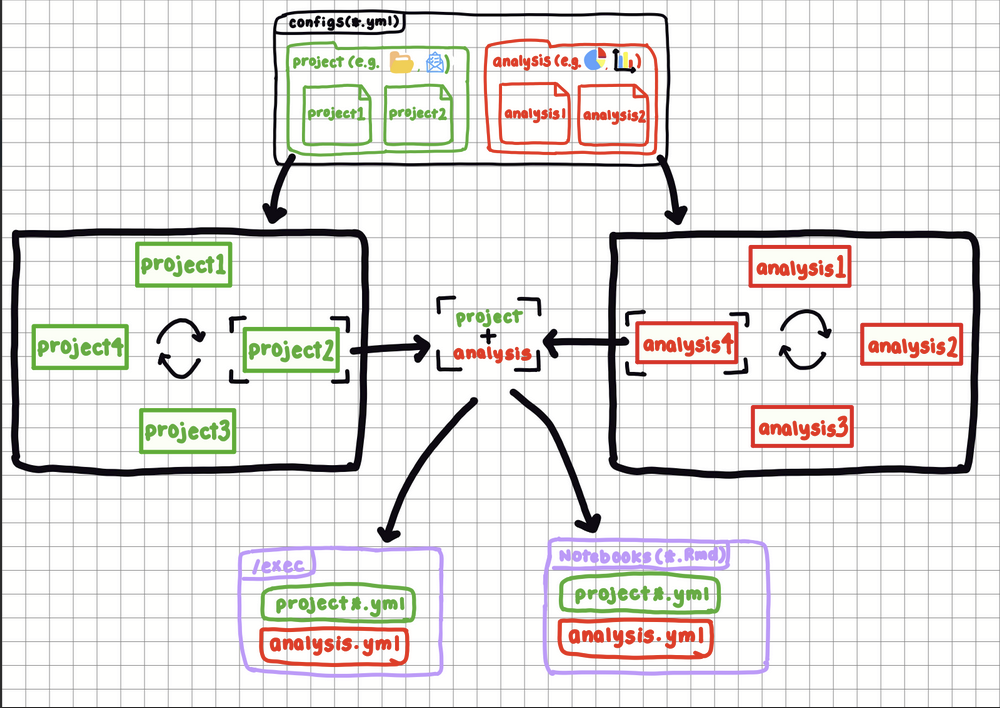 configs(*.yml)
project (e.g. , )
analysis (e.g. , )
project1
project2
analysis1
analysis2
project1
project4
project2
project3
project
+
analysis
analysis1
analysis4
analysis2
analysis3
/exec
project*.yml
analysis.yml
Notebooks(*.Rmd)
project*.yml
analysis.yml